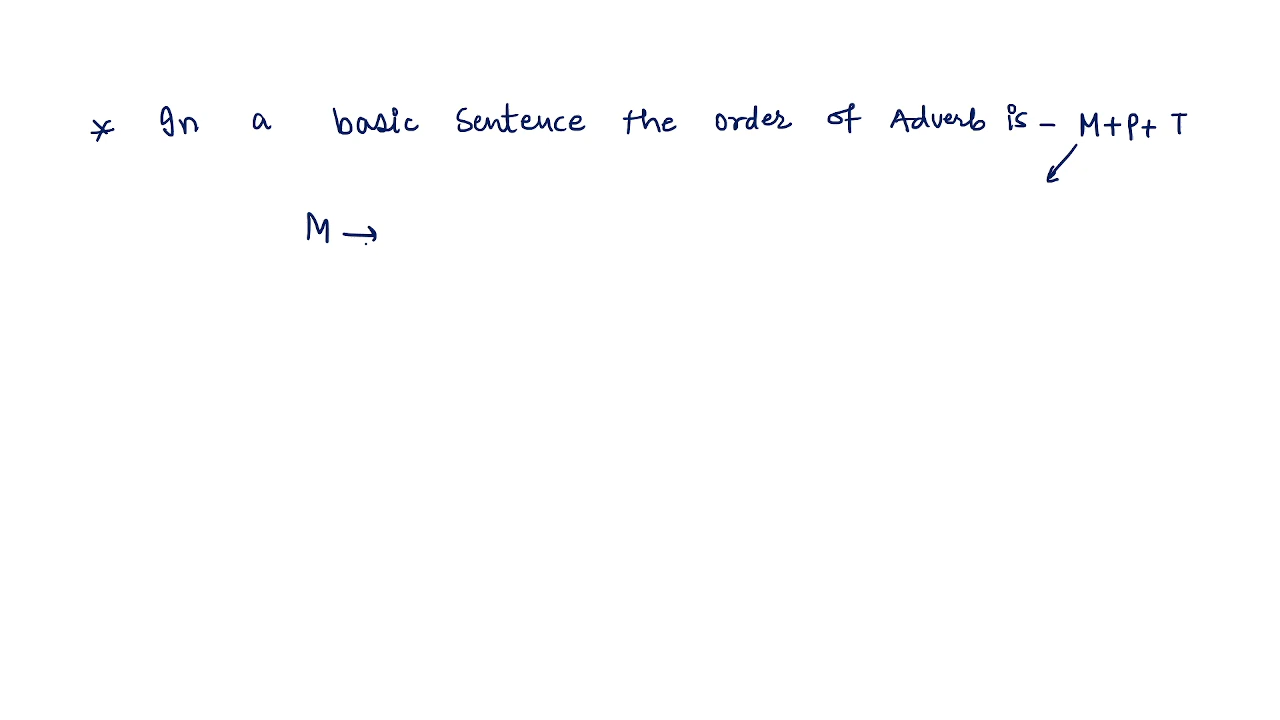 * In a basic sentence the order of Adverb is - M+P+ T
M →